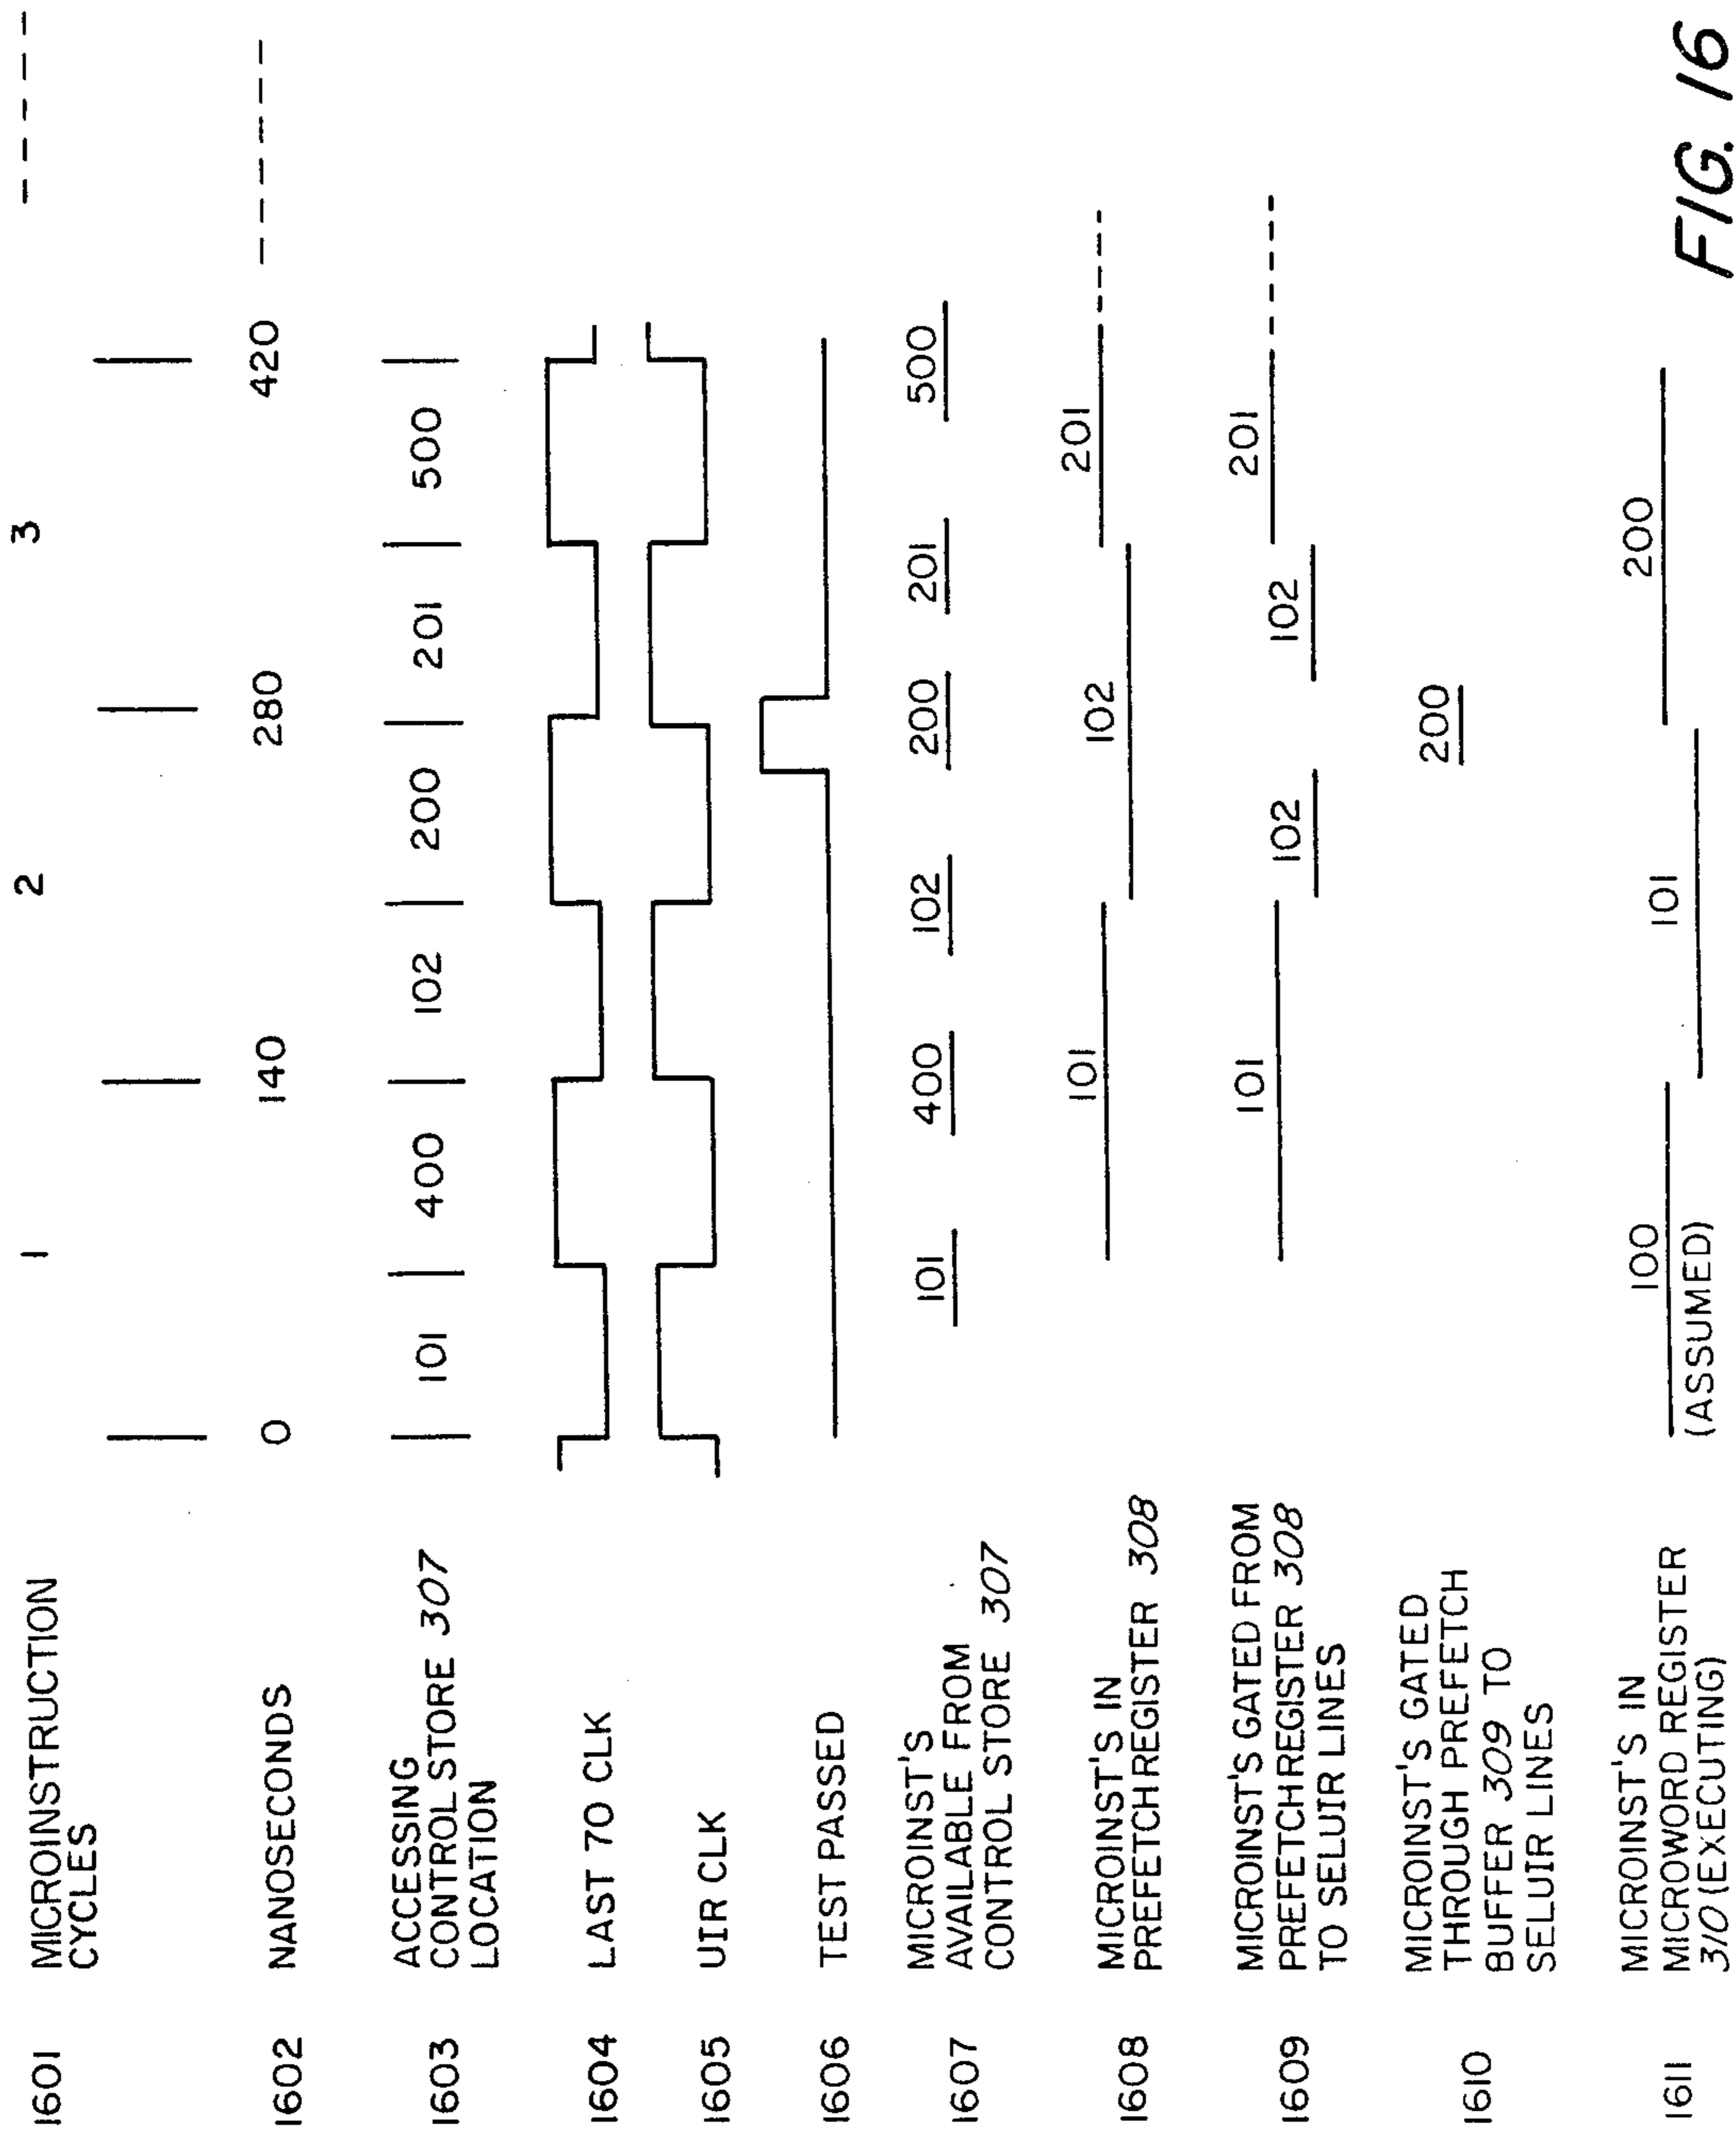 1601 MICROINSTRUCTION CYCLES 1 2 3
1602 NANOSECONDS 0 140 280 420
1603 ACCESSING CONTROL STORE 307 LOCATION 101 400 102 200 201 500
1604 LAST 70 CLK
1605 UIR CLK
1606 TEST PASSED
1607 MICROINST'S AVAILABLE FROM CONTROL STORE 307 101 400 102 200 201 500
1608 MICROINST'S IN PREFETCH REGISTER 308 101 102 201
1609 MICROINST'S GATED FROM PREFETCH REGISTER 308 TO SELUIR LINES 101 102 102 201
1610 MICROINST'S GATED THROUGH PREFETCH BUFFER 309 TO SELUIR LINES 200
1611 MICROINST'S IN MICROWORD REGISTER 310 (EXECUTING) 100 (ASSUMED) 101 200
FIG. 16